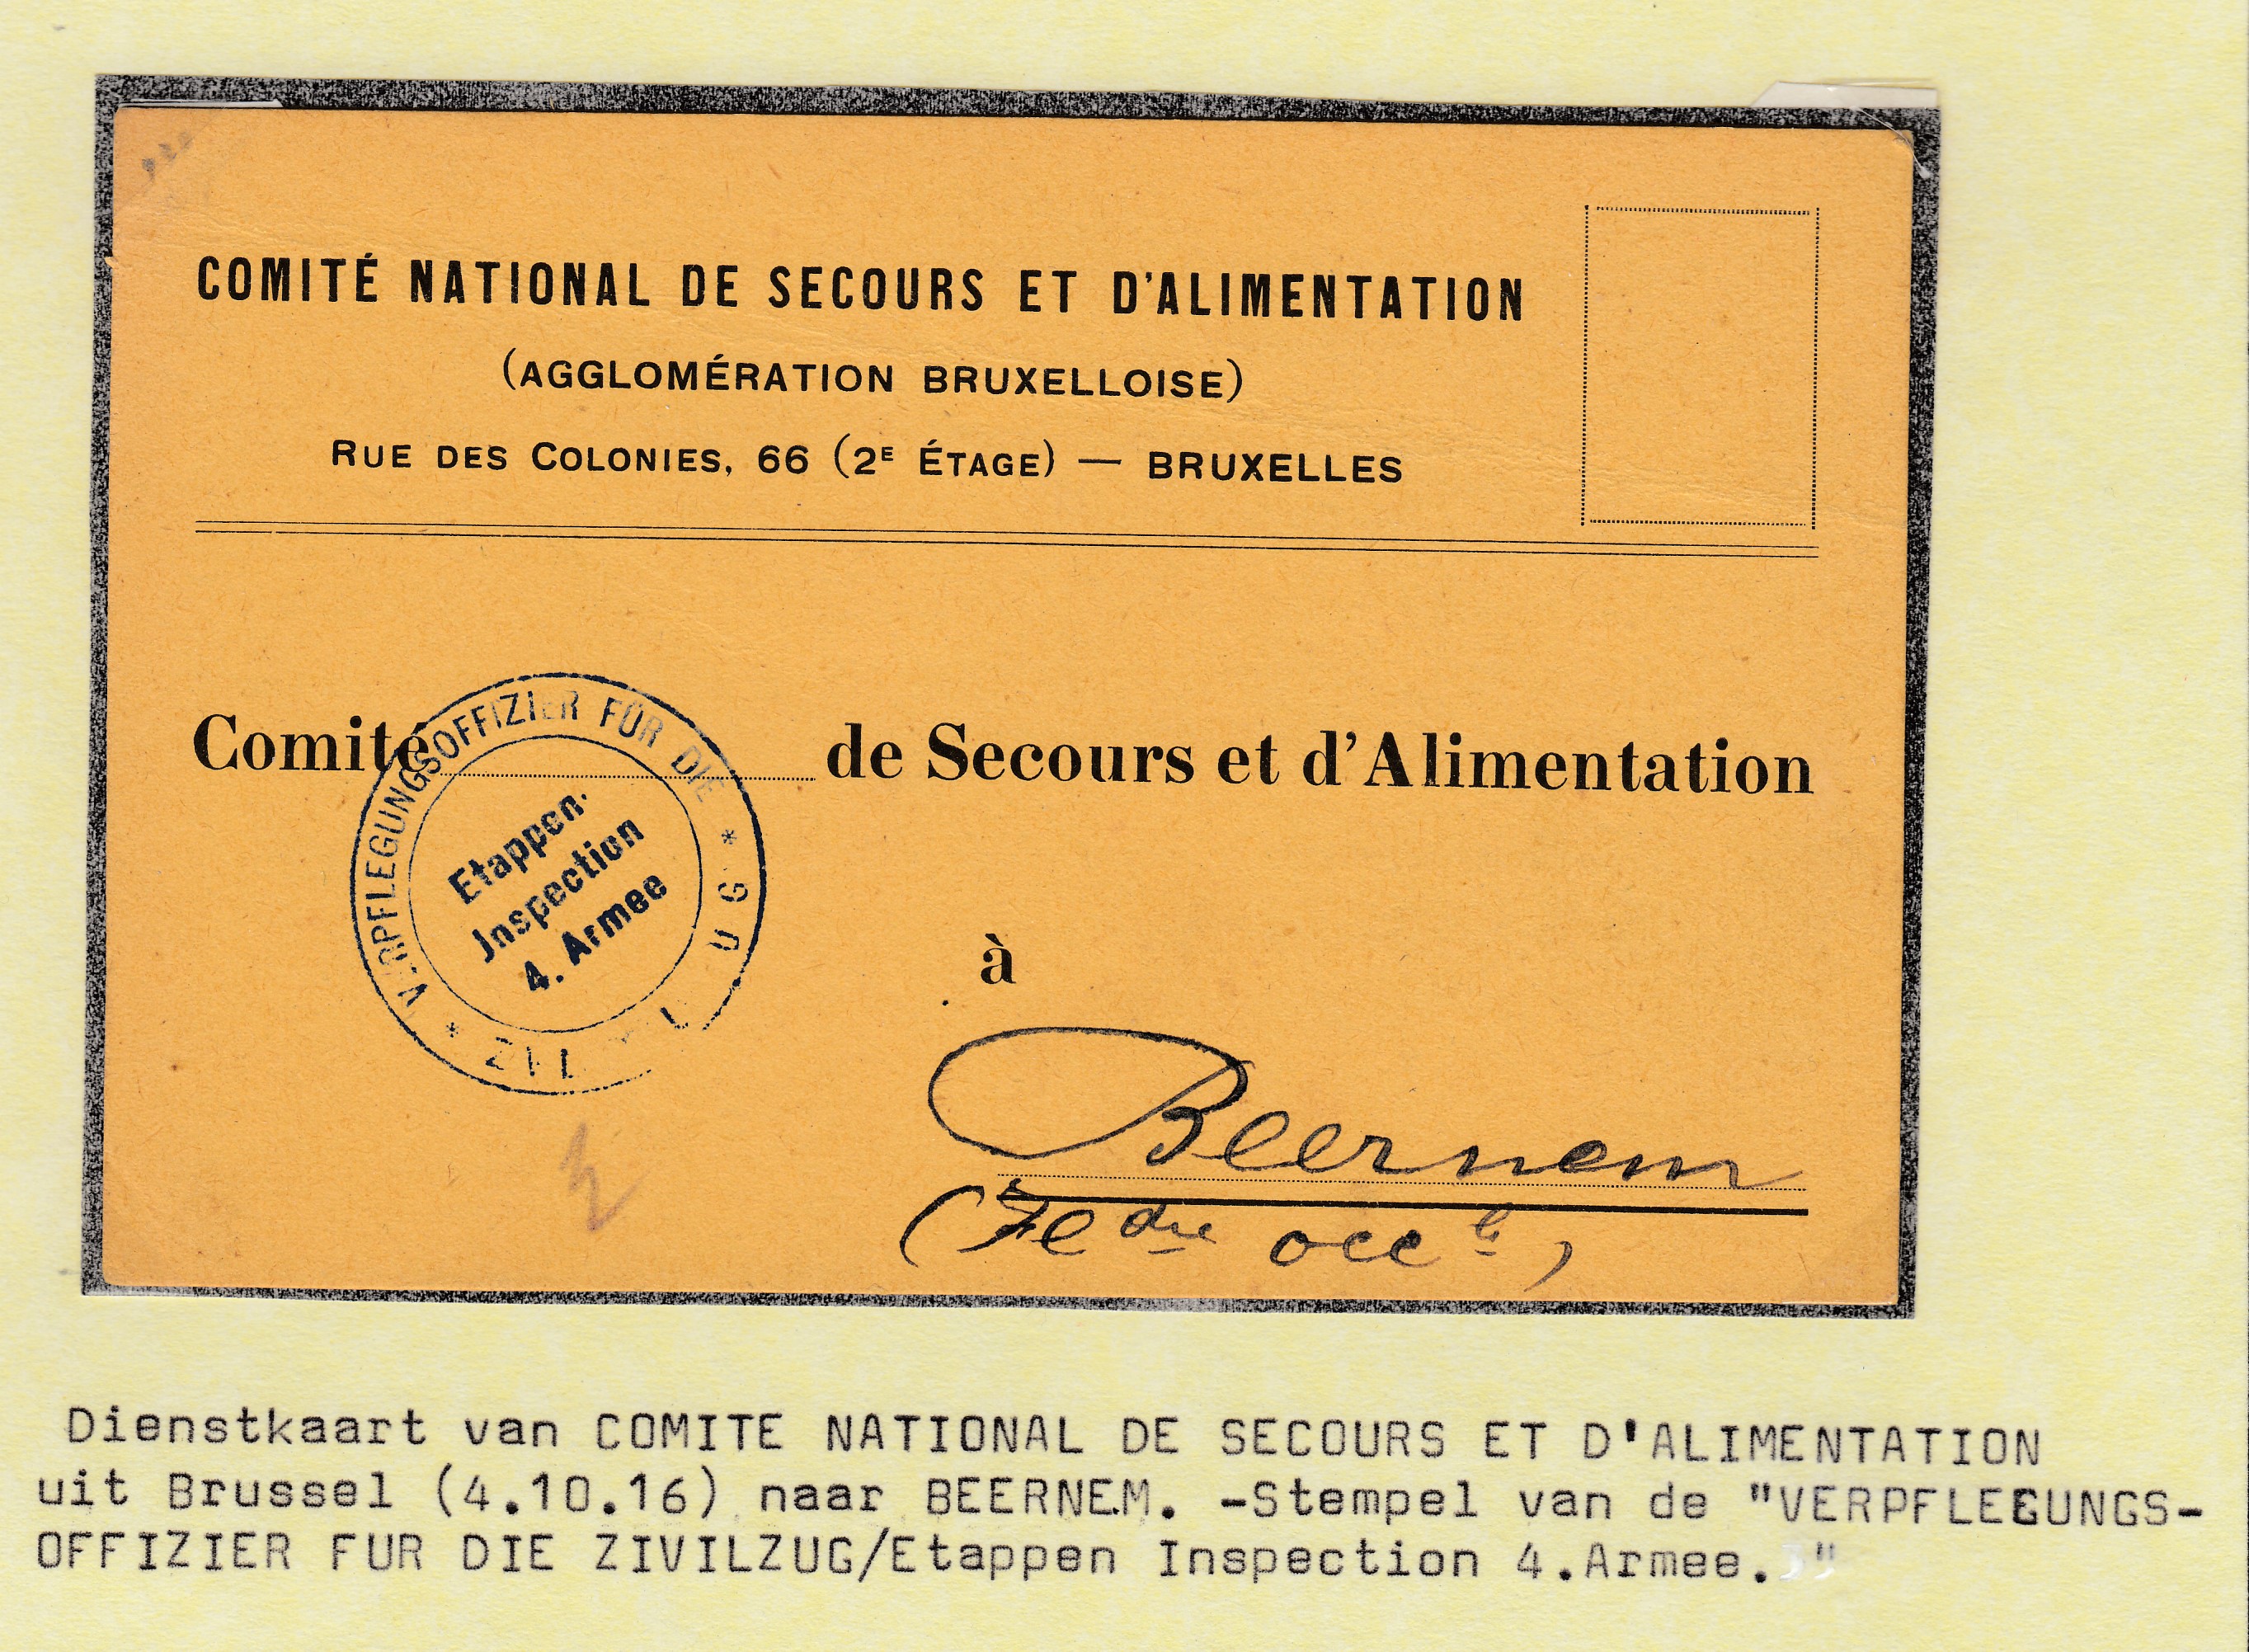 COMITÉ NATIONAL DE SECOURS ET D'ALIMENTATION
(AGGLOMÉRATION BRUXELLOISE)
RUE DES COLONIES, 66 (2E ÉTAGE) — BRUXELLES
Comité de Secours et d'Alimentation
VERPFLEGUNGSOFFIZIER FÜR DIE
Etappen-
Jnspection
4. Armee
à
Beernem
Dienstkaart van COMITE NATIONAL DE SECOURS ET D'ALIMENTATION
uit Brussel (4.10.16) naar BEERNEM. -Stempel van de "VERPFLEGUNGS-
OFFIZIER FUR DIE ZIVILZUG/Etappen Inspection 4.Armee."